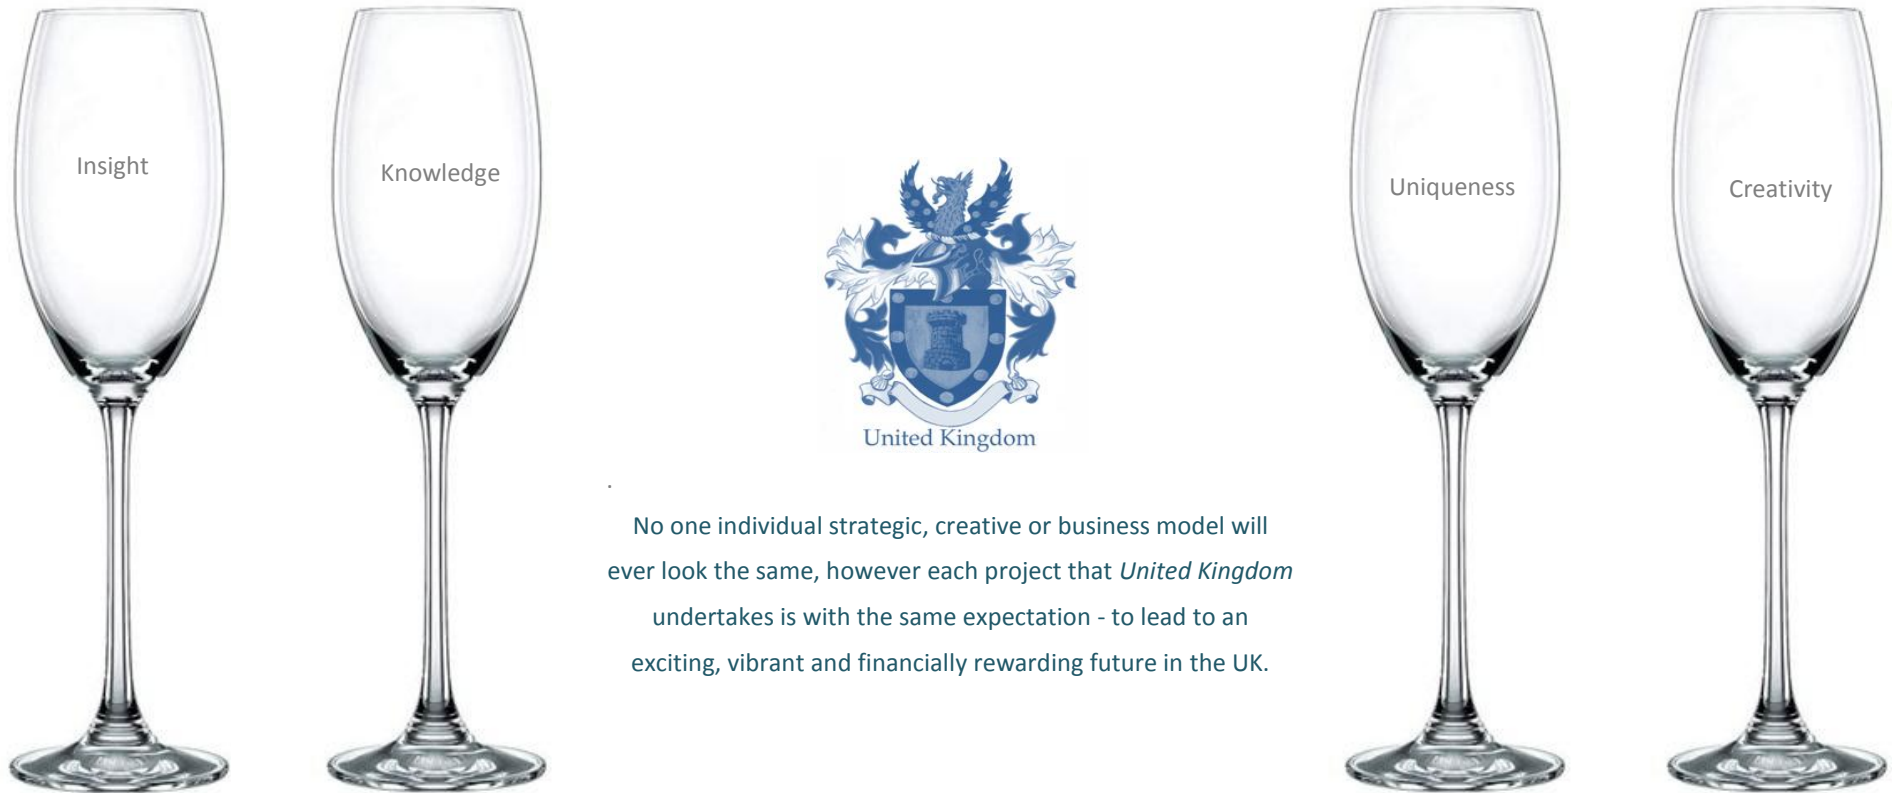 Insight
Knowledge
Uniqueness
Creativity
United Kingdom
.
No one individual strategic, creative or business model will
ever look the same, however each project that United Kingdom
undertakes is with the same expectation - to lead to an
exciting, vibrant and financially rewarding future in the UK.